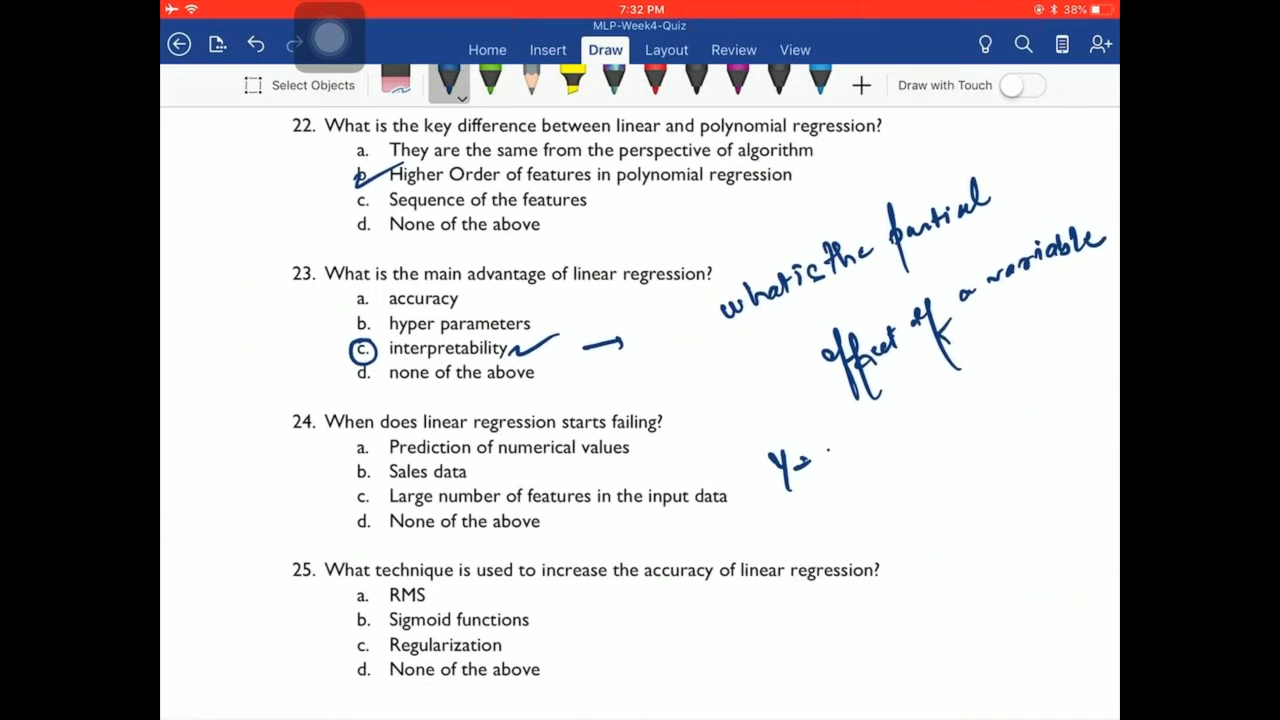 7:32 PM
38%
MLP-Week4-Quiz
Home Insert Draw Layout Review View
Select Objects
Draw with Touch
22. What is the key difference between linear and polynomial regression?
a. They are the same from the perspective of algorithm
b. Higher Order of features in polynomial regression
c. Sequence of the features
d. None of the above
23. What is the main advantage of linear regression?
a. accuracy
b. hyper parameters
c. interpretability
d. none of the above
what is the partial
effect of a variable
24. When does linear regression starts failing?
a. Prediction of numerical values
b. Sales data
c. Large number of features in the input data
d. None of the above
Y=
25. What technique is used to increase the accuracy of linear regression?
a. RMS
b. Sigmoid functions
c. Regularization
d. None of the above